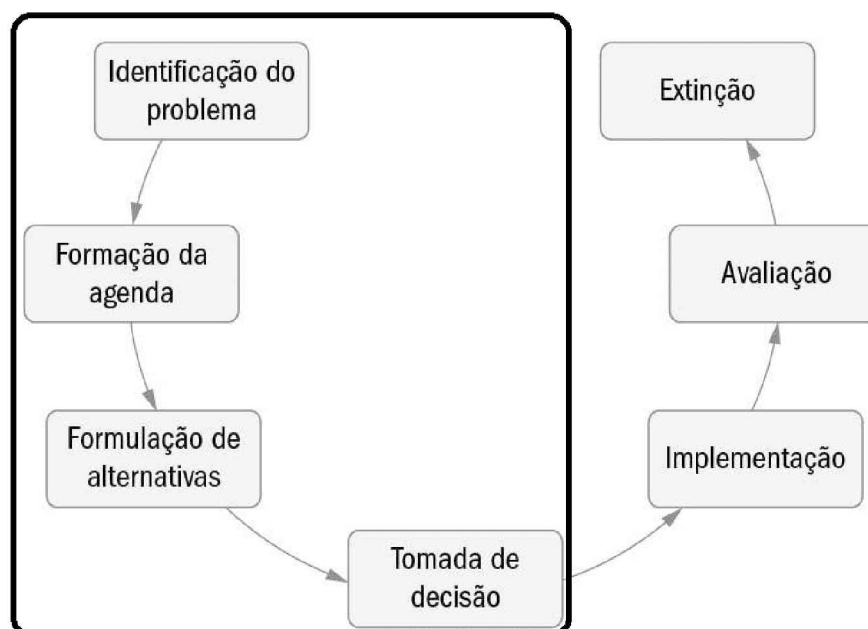 Identificação do
problema
Formação da
agenda
Formulação de
alternativas
Tomada de
decisão
Implementação
Avaliação
Extinção